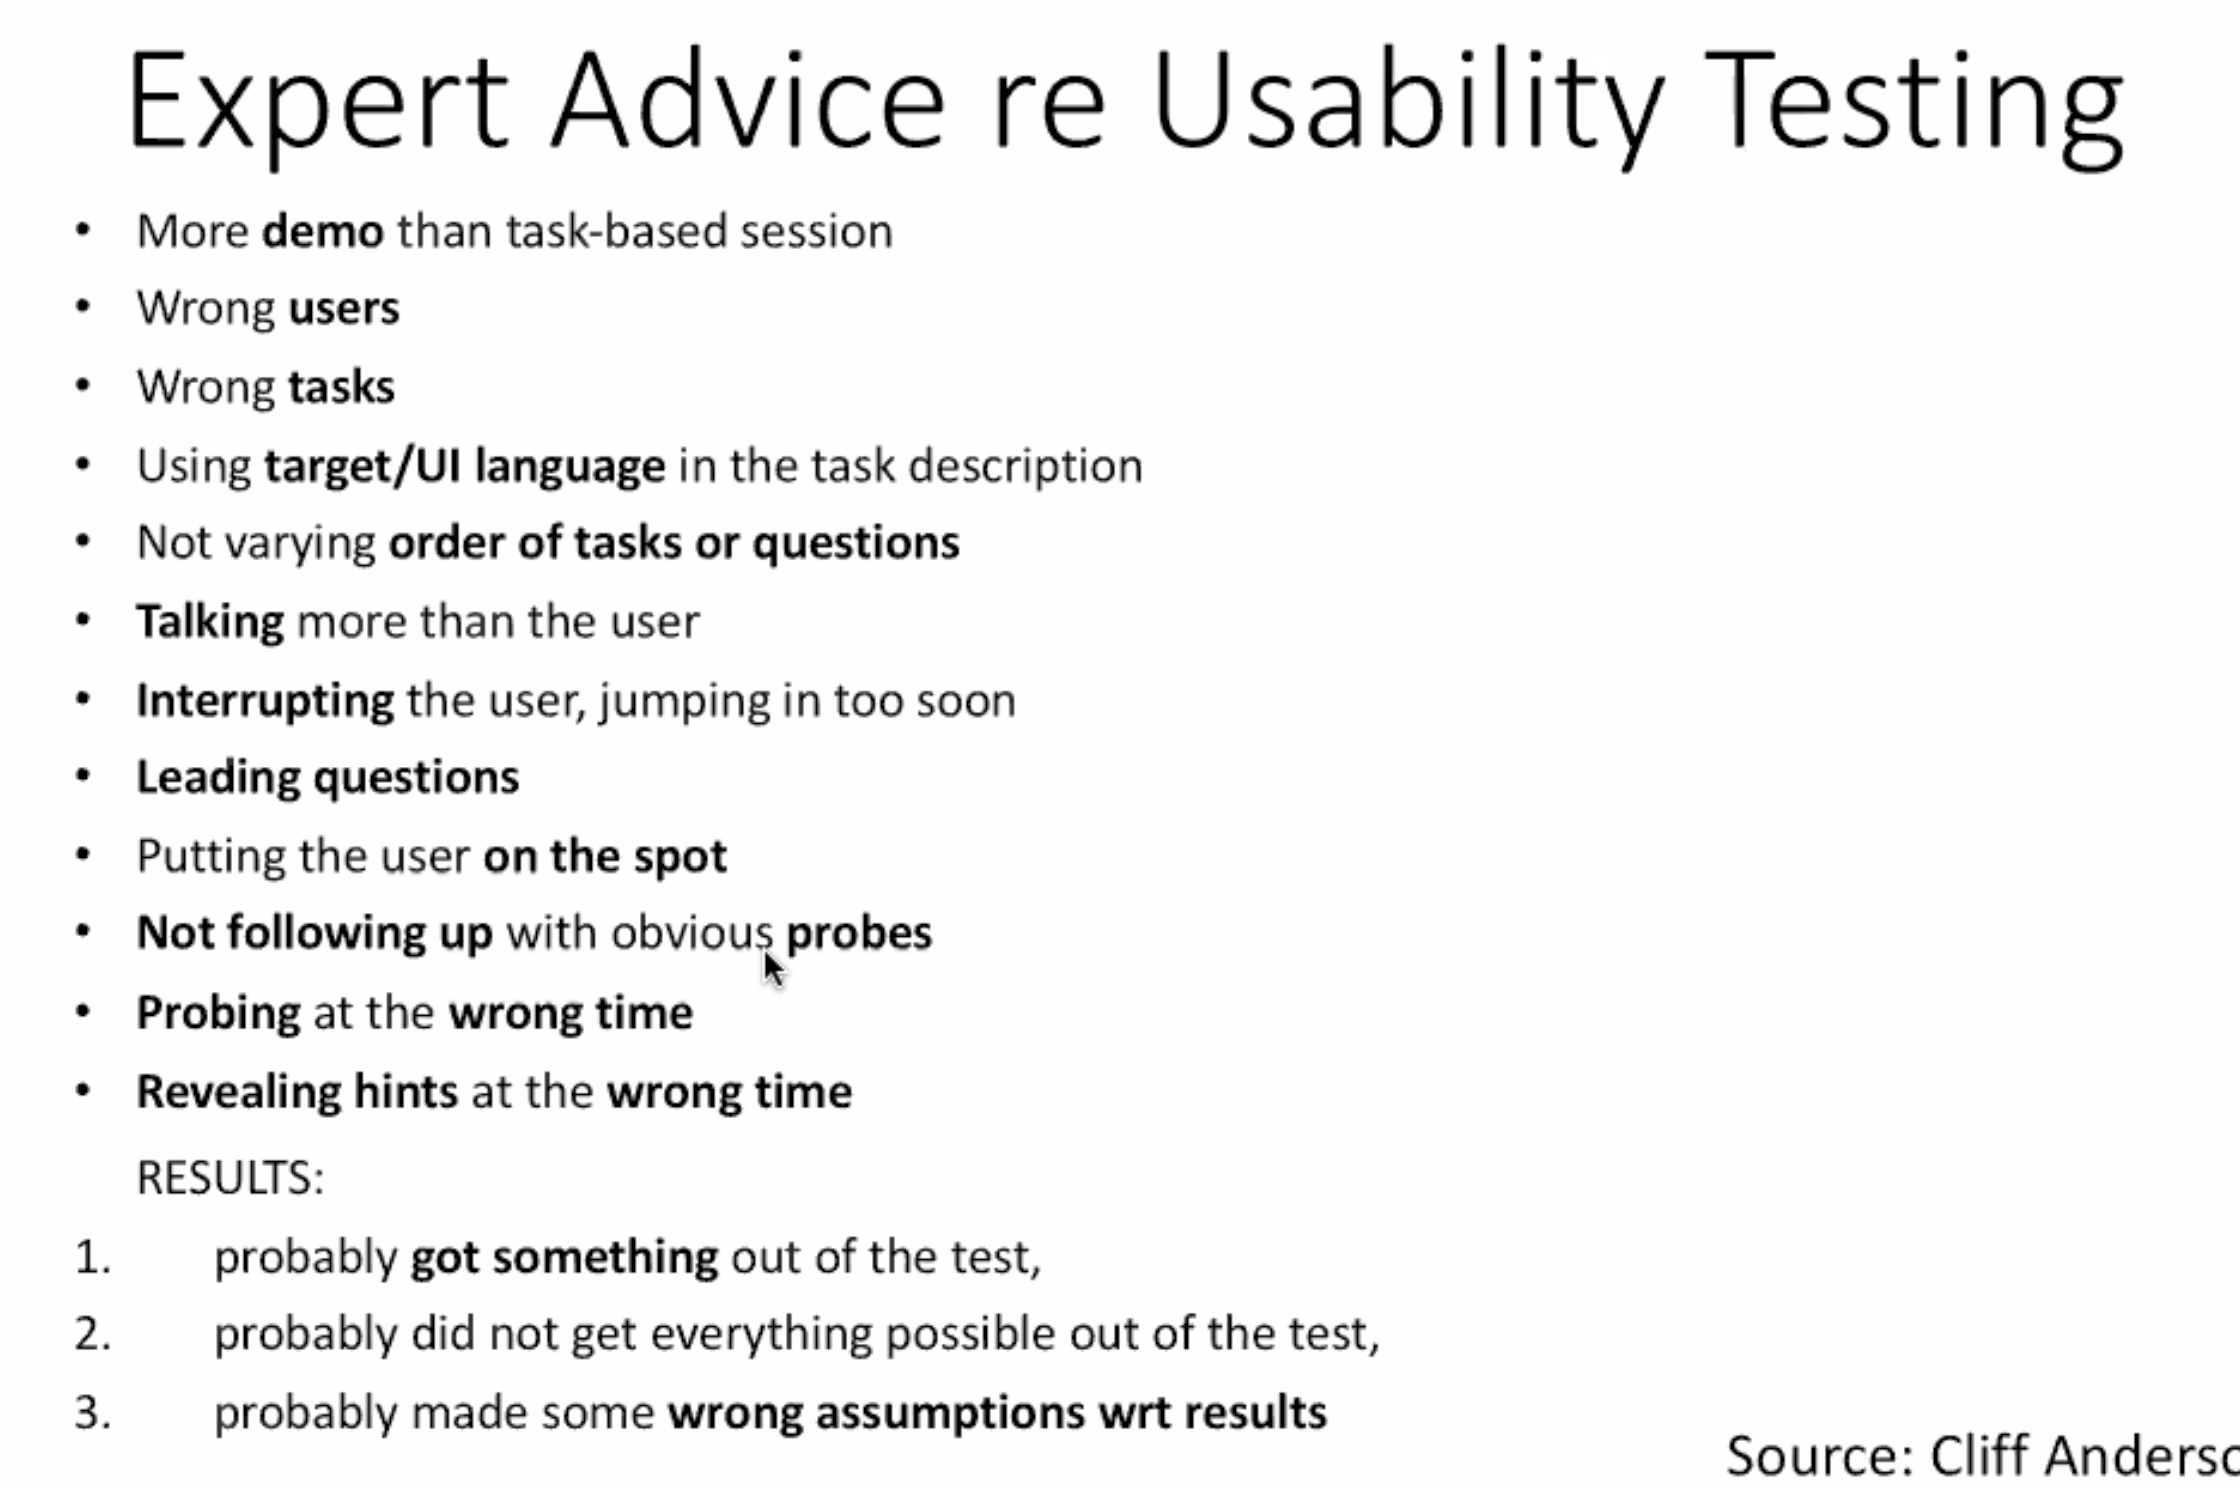 Expert Advice re Usability Testing
• More demo than task-based session
• Wrong users
• Wrong tasks
• Using target/UI language in the task description
• Not varying order of tasks or questions
• Talking more than the user
• Interrupting the user, jumping in too soon
• Leading questions
• Putting the user on the spot
• Not following up with obvious probes
• Probing at the wrong time
• Revealing hints at the wrong time
RESULTS:
1. probably got something out of the test,
2. probably did not get everything possible out of the test,
3. probably made some wrong assumptions wrt results
Source: Cliff